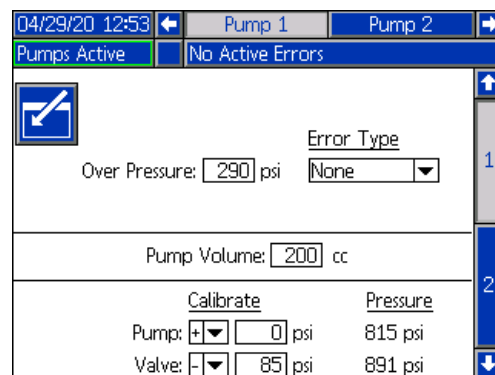 04/29/20 12:53 Pump 1 Pump 2
Pumps Active No Active Errors
Error Type
Over Pressure: 290 psi None
1
Pump Volume: 200 cc
2
Calibrate Pressure
Pump: + 0 psi 815 psi
Valve: - 85 psi 891 psi